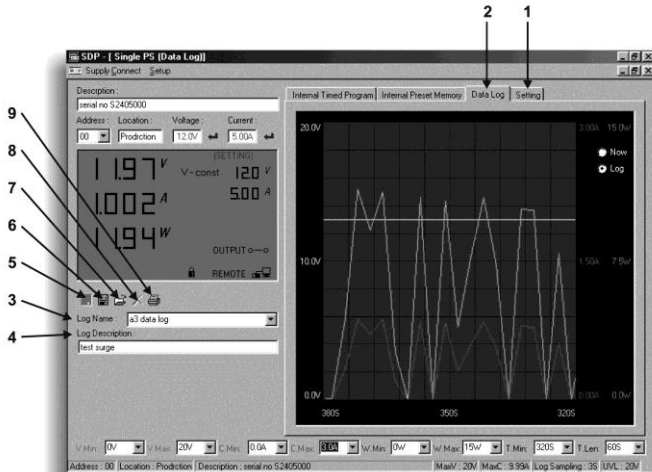 2 1
SDP - [ Single PS (Data Log)]
Supply Connect Setup
Description :
serial no S2405000
Address : Location : Voltage : Current :
00 Prodrction 12.0V 5.00A
Internal Timed Program Internal Preset Memory Data Log Setting
9
8
7
6
5
3
4
(SETTING)
11.97 V V-const 12.0 V
1.002 A 5.00 A
11.94 W
OUTPUT
REMOTE
Log Name : a3 data log
Log Description :
test surge
20.0V 3.00A 15.0W
Now
Log
10.0V 1.50A 7.5W
0.0V 0.00A 0.0W
380S 350S 320S
V.Min: 0V V.Max: 20V C.Min: 0.0A C.Max: 3.0A W.Min: 0W W.Max: 15W T.Min: 320S T.Len: 60S
Address : 00 Location : Prodrction Description : serial no S2405000 MaxV : 20V MaxC : 9.99A Log Sampling : 3S UVL : 20V